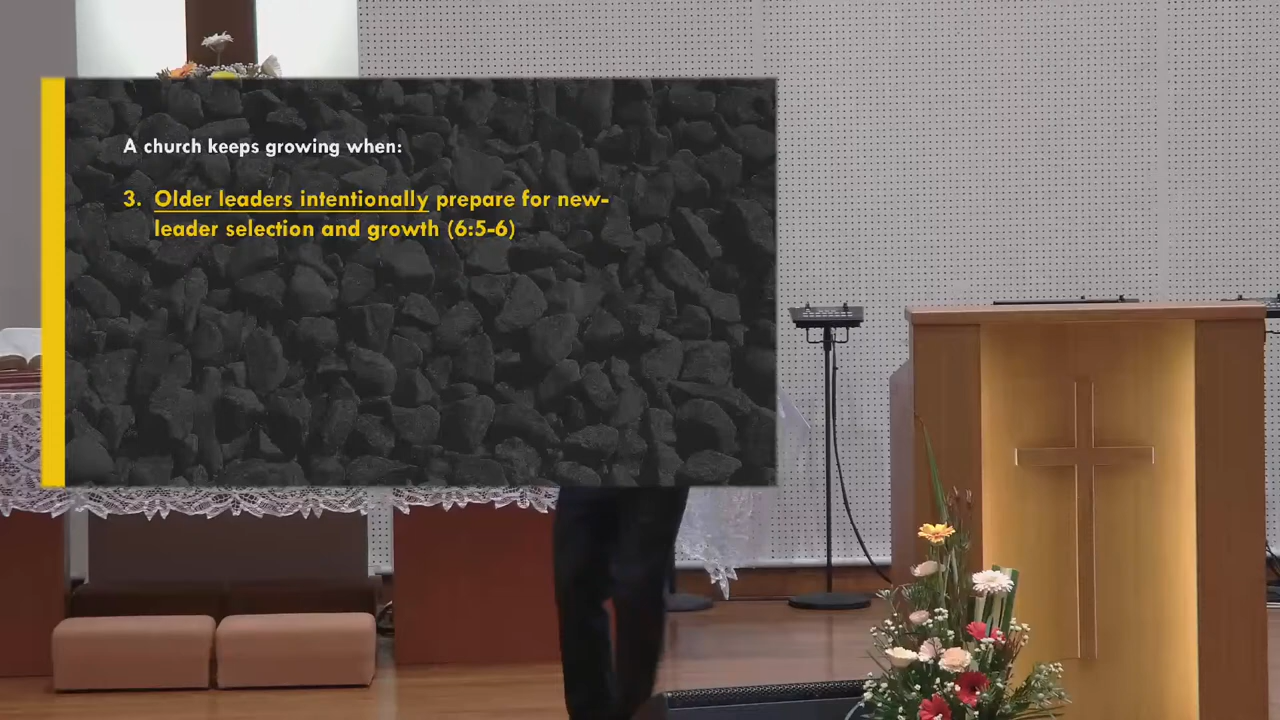 A church keeps growing when:
3. Older leaders intentionally prepare for new-
leader selection and growth (6:5-6)